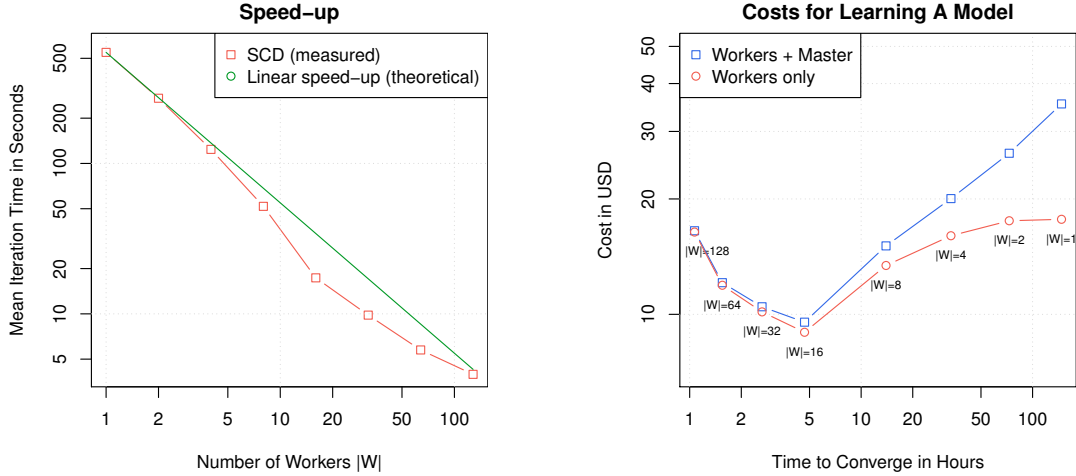 Speed−up
Mean Iteration Time in Seconds
500
200
100
50
20
10
5
SCD (measured)
Linear speed−up (theoretical)
1 2 5 10 20 50 100
Number of Workers |W|
Costs for Learning A Model
Cost in USD
50
30
20
10
Workers + Master
Workers only
|W|=128
|W|=64
|W|=32
|W|=16
|W|=8
|W|=4
|W|=2
|W|=1
1 2 5 10 20 50 100
Time to Converge in Hours